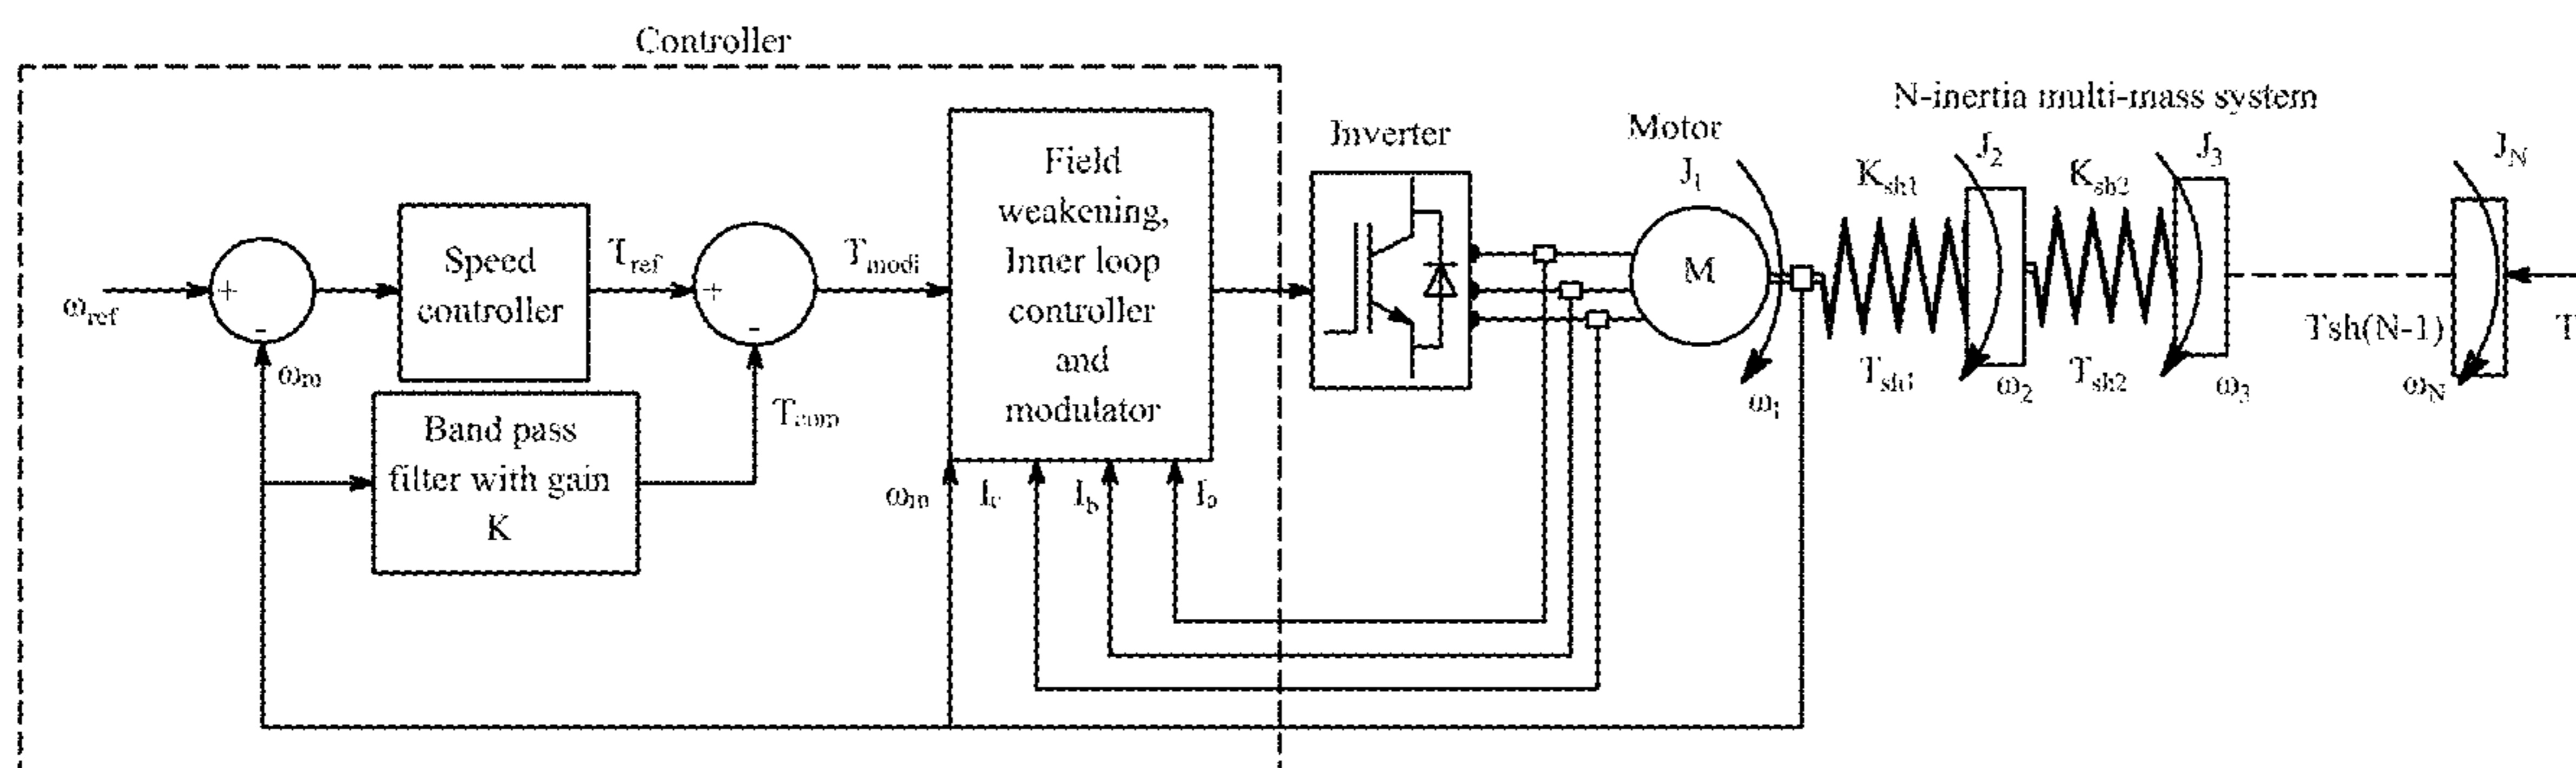 Controller
N-inertia multi-mass system
Inverter
Motor
J1
Ksh1
J2
Ksh2
J3
JN
Field
weakening,
Inner loop
controller
and
modulator
Speed
controller
Tref
Tmodi
+
+
ωref
-
-
M
ωm
Tcom
Band pass
filter with gain
K
ωm
Ic
Ib
Ia
ω1
Tsh1
ω2
Tsh2
ω3
Tsh(N-1)
ωN
T